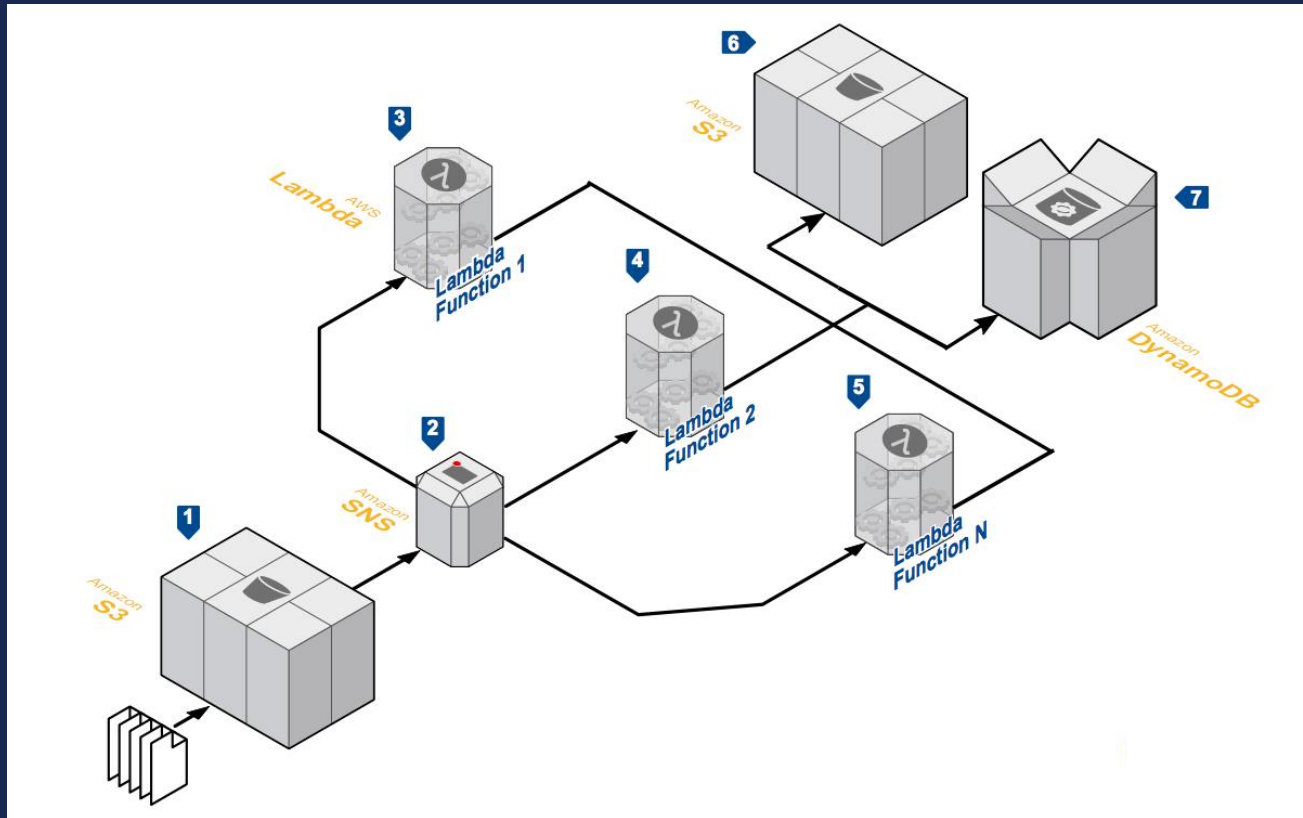 6
Amazon
S3
3
7
AWS
Lambda
Lambda
Function 1
4
Amazon
DynamoDB
5
Lambda
Function 2
2
Amazon
SNS
1
Lambda
Function N
Amazon
S3